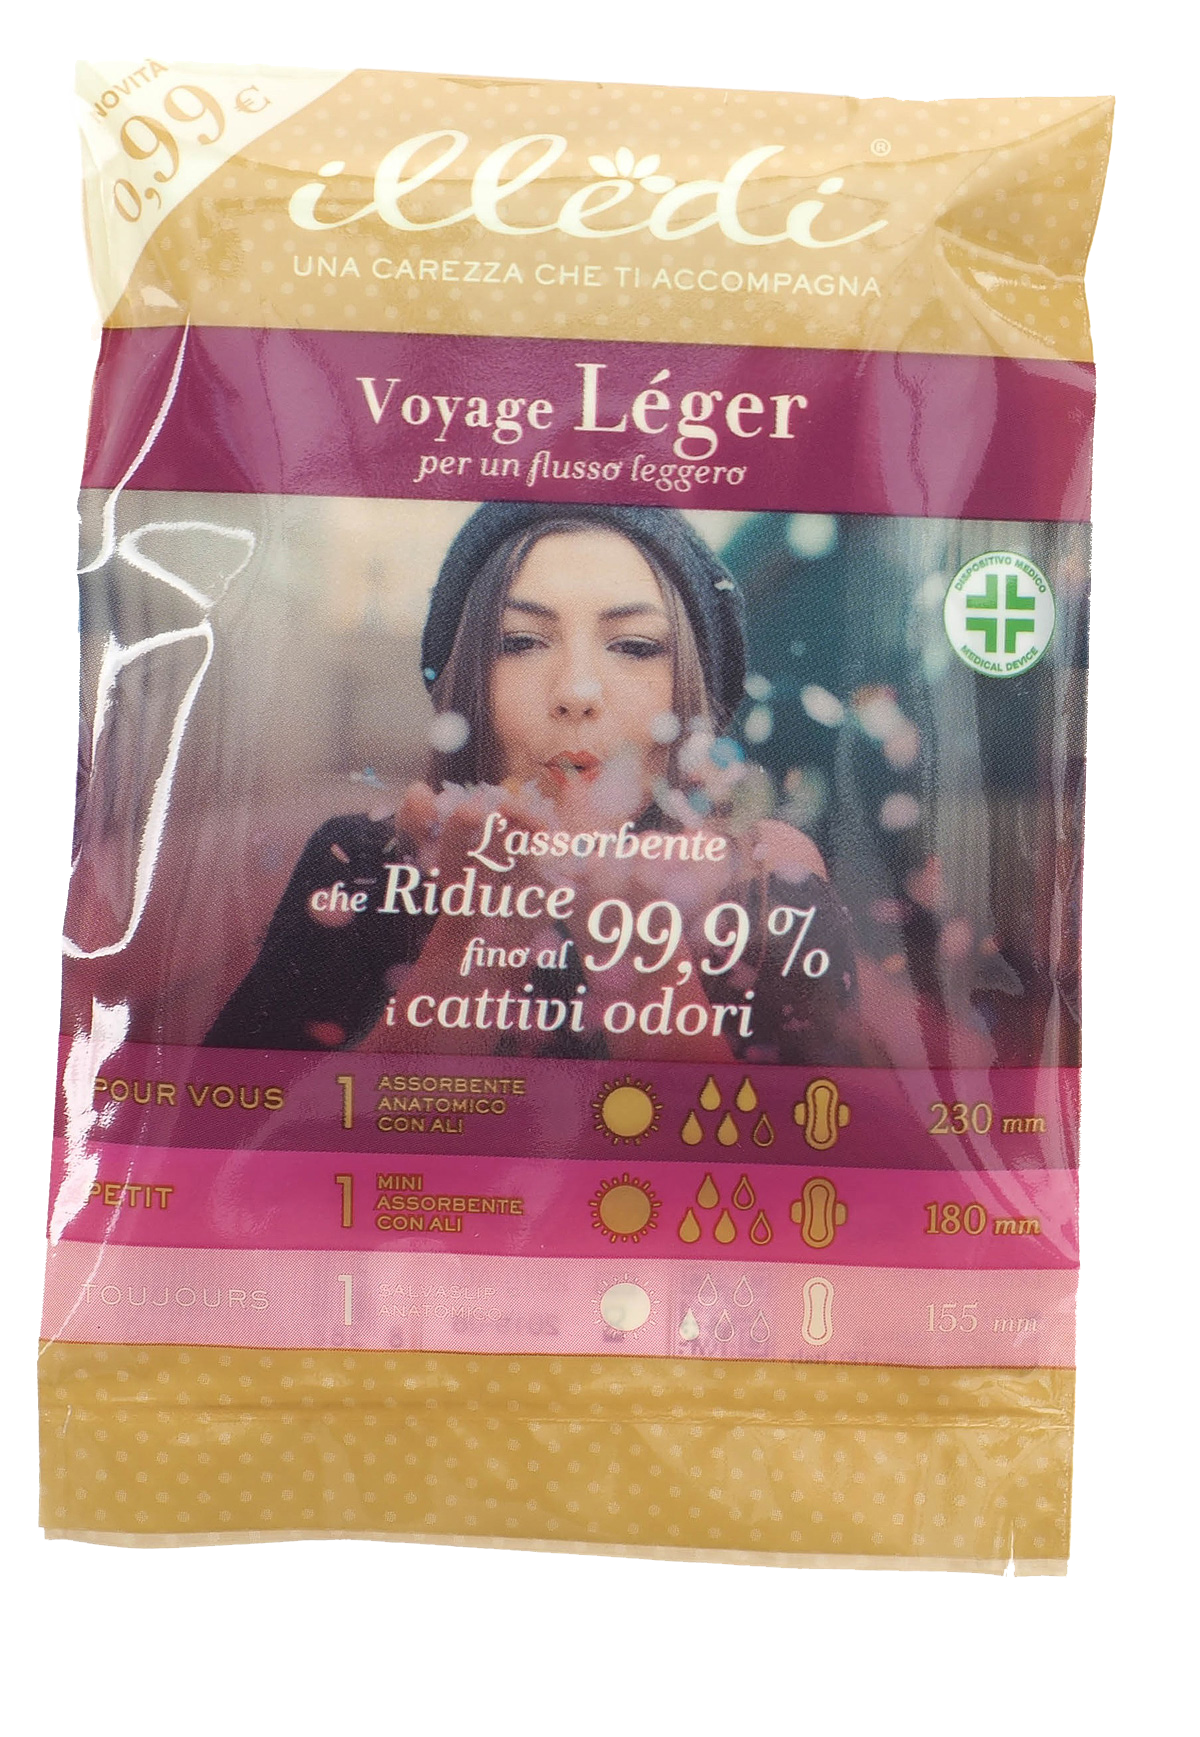 NOVITÀ
0,99 €
illedi®
UNA CAREZZA CHE TI ACCOMPAGNA
Voyage Léger
per un flusso leggero
DISPOSITIVO MEDICO
MEDICAL DEVICE
L'assorbente
che Riduce
fino al 99,9%
i cattivi odori
POUR VOUS 1 ASSORBENTE ANATOMICO CON ALI 230 mm
PETIT 1 MINI ASSORBENTE CON ALI 180 mm
TOUJOURS 1 SALVASLIP ANATOMICO 155 mm